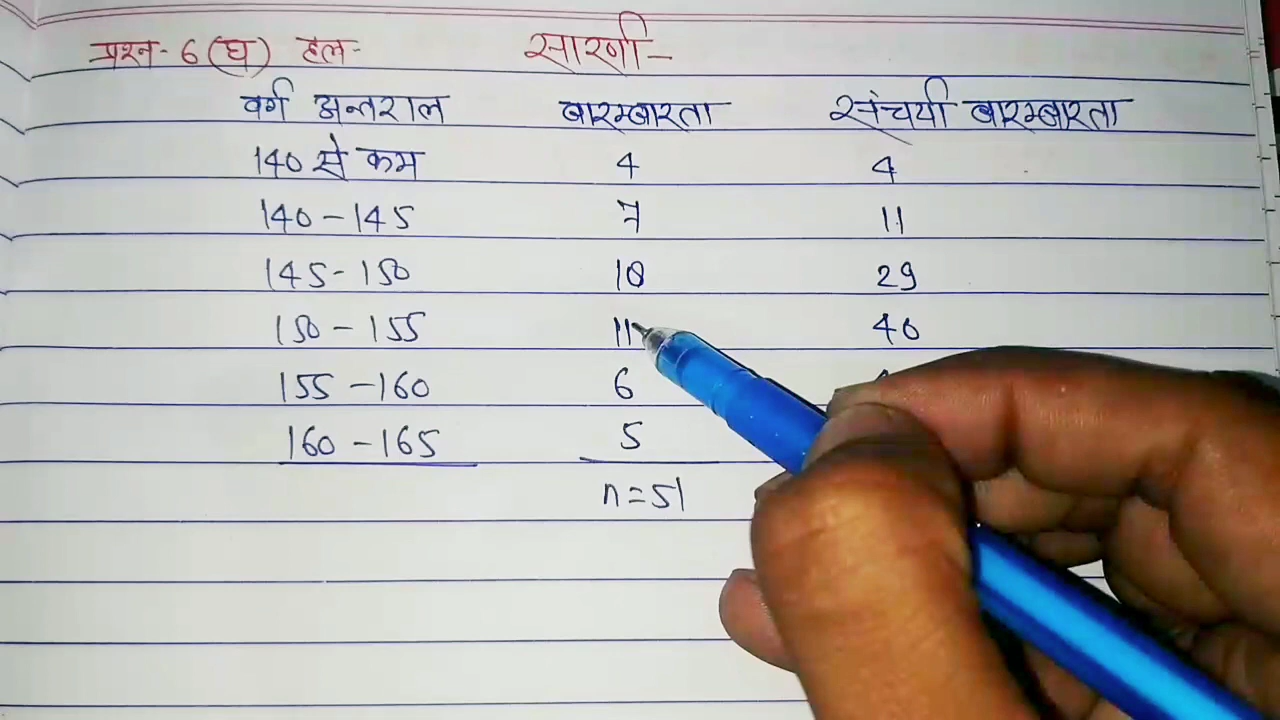 प्रश्न-6(घ) हल- सारणी-
वर्ग अन्तराल बारम्बारता संचयी बारम्बारता
140 से कम 4 4
140-145 7 11
145-150 18 29
150-155 11 40
155-160 6
160-165 5
n=51